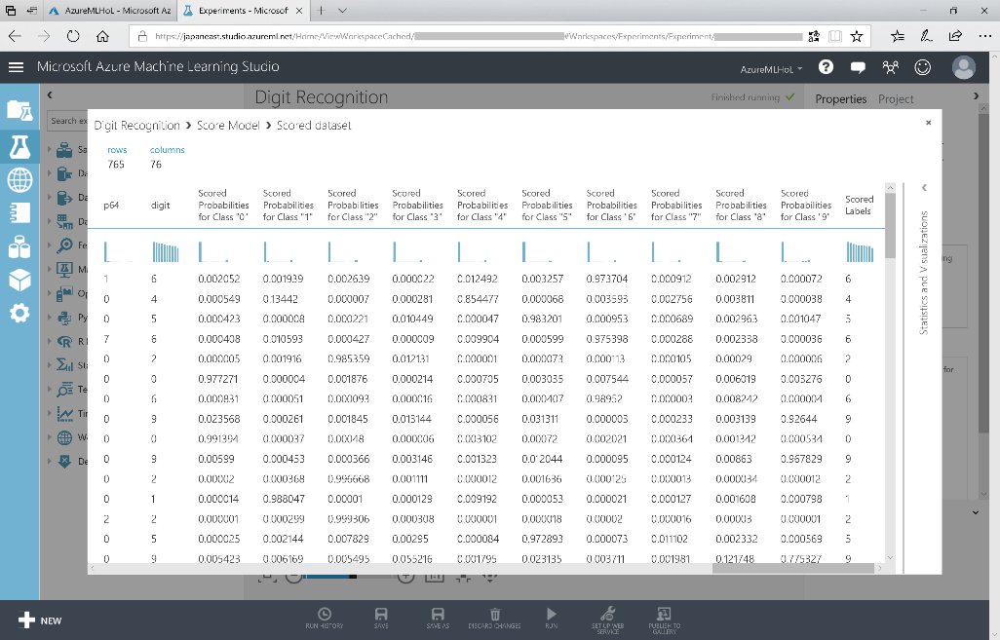 AzureMLHoL - Microsoft Az
Experiments - Microsof
https://japaneast.studio.azureml.net/Home/ViewWorkspaceCached/ #Workspaces/Experiments/Experiment/
Microsoft Azure Machine Learning Studio
AzureMLHoL
Digit Recognition
Finished running
Properties Project
Search ex
Digit Recognition > Score Model > Scored dataset
rows columns
765 76
p64 digit Scored Probabilities for Class "0" Scored Probabilities for Class "1" Scored Probabilities for Class "2" Scored Probabilities for Class "3" Scored Probabilities for Class "4" Scored Probabilities for Class "5" Scored Probabilities for Class "6" Scored Probabilities for Class "7" Scored Probabilities for Class "8" Scored Probabilities for Class "9" Scored Labels
1 6 0.002052 0.001939 0.002639 0.000022 0.012492 0.003257 0.973704 0.000912 0.002912 0.000072 6
0 4 0.000549 0.13442 0.000007 0.000281 0.854477 0.000068 0.003593 0.002756 0.003811 0.000038 4
0 5 0.000423 0.000008 0.000221 0.010449 0.000047 0.983201 0.000953 0.000689 0.002963 0.001047 5
7 6 0.000408 0.010593 0.000427 0.000009 0.009904 0.000599 0.975398 0.000288 0.002338 0.000036 6
0 2 0.000005 0.001916 0.985359 0.012131 0.000001 0.000073 0.000113 0.000105 0.00029 0.000006 2
0 0 0.977271 0.000004 0.001876 0.000214 0.000705 0.003035 0.007544 0.000057 0.006019 0.003276 0
0 6 0.000831 0.000051 0.000093 0.000016 0.000831 0.000407 0.98952 0.000003 0.008242 0.000004 6
0 9 0.023568 0.000261 0.001845 0.013144 0.000056 0.031311 0.000003 0.000233 0.003139 0.92644 9
0 0 0.991394 0.000037 0.00048 0.000006 0.003102 0.00072 0.002021 0.000364 0.001342 0.000534 0
0 9 0.00599 0.000453 0.000366 0.003146 0.001323 0.012044 0.000095 0.000124 0.00863 0.967829 9
0 2 0.00002 0.000368 0.996668 0.001111 0.000012 0.001636 0.000125 0.000013 0.000034 0.000012 2
0 1 0.000014 0.988047 0.00001 0.000129 0.009192 0.000053 0.000021 0.000127 0.001608 0.000798 1
2 2 0.000001 0.000299 0.999306 0.000308 0.000001 0.000018 0.00002 0.000016 0.00003 0.000001 2
0 5 0.000025 0.002144 0.007829 0.00295 0.000084 0.972893 0.000073 0.011102 0.002332 0.000569 5
0 9 0.005423 0.006169 0.005495 0.055216 0.001795 0.023135 0.003711 0.001981 0.121748 0.775327 9
Statistics and Visualizations
NEW
RUN HISTORY
SAVE
SAVE AS
DISCARD CHANGES
RUN
SET UP WEB SERVICE
PUBLISH TO GALLERY